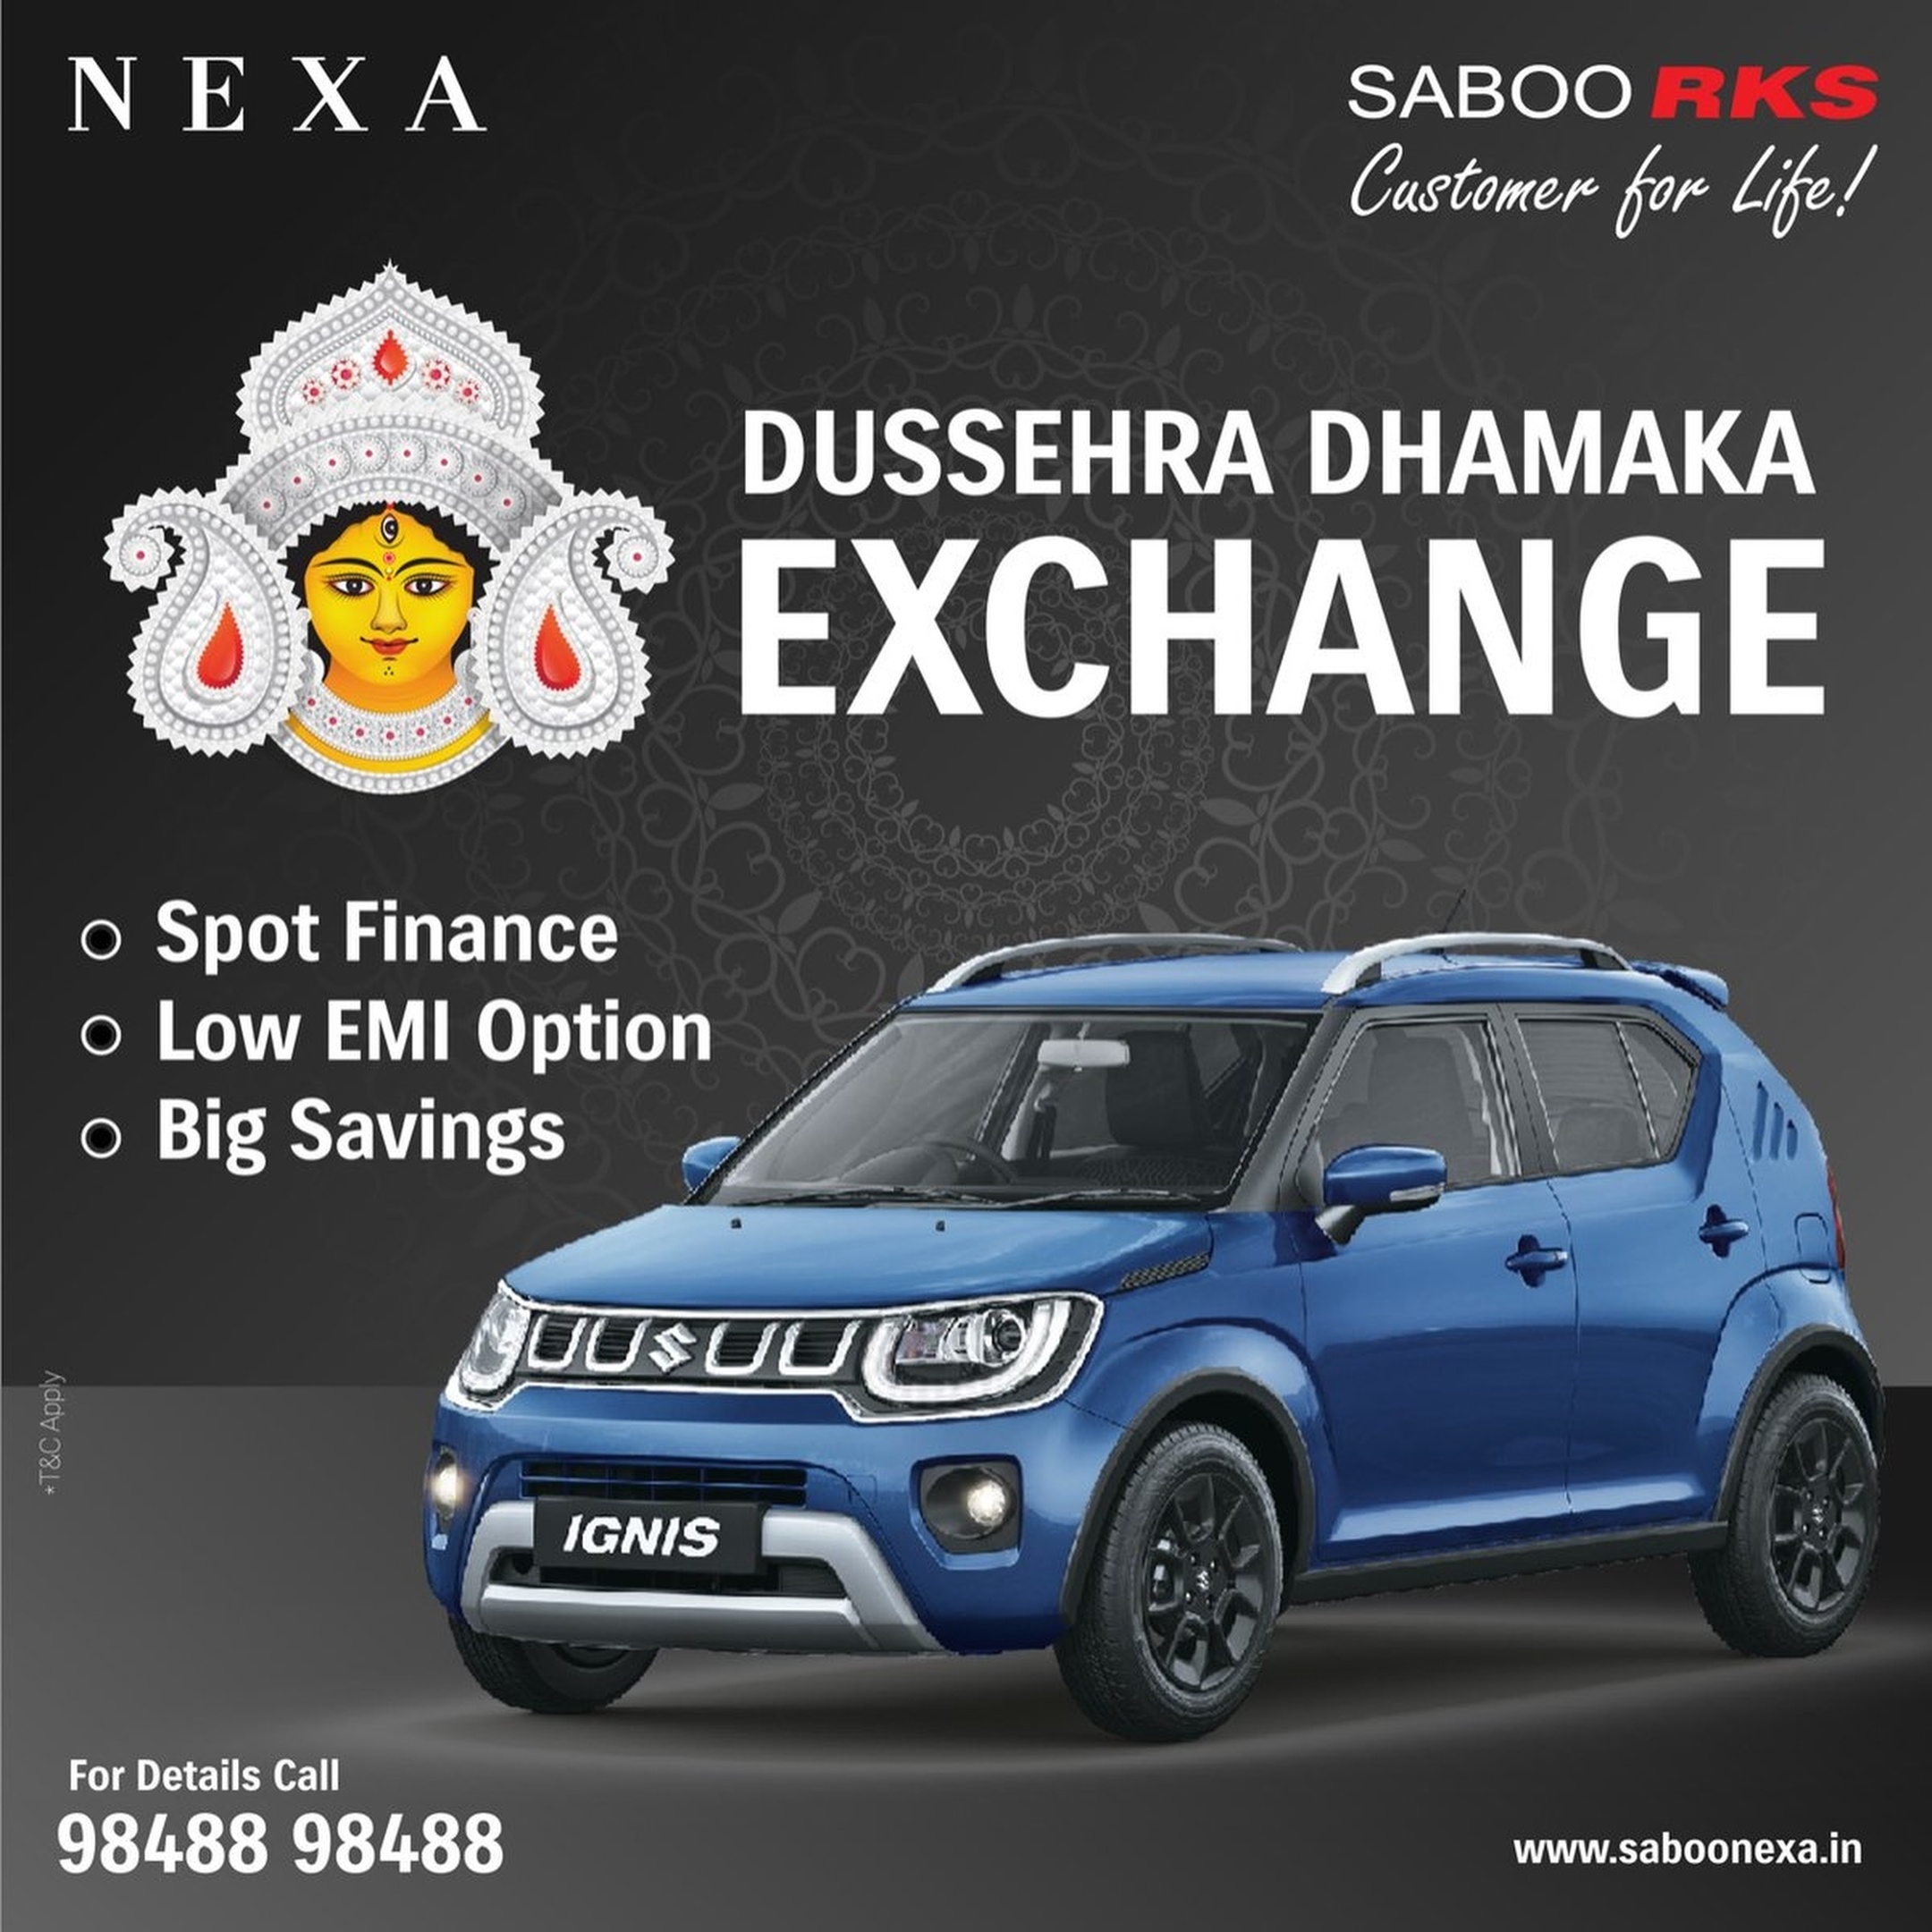 NEXA
SABOO RKS
Customer for Life!
DUSSEHRA DHAMAKA
EXCHANGE
Spot Finance
Low EMI Option
Big Savings
*T&C Apply
IGNIS
For Details Call
98488 98488
www.saboonexa.in